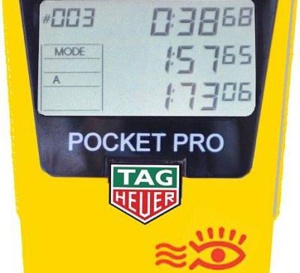 #003 0:38 68
MODE 1:57 65
A 1:73 06
POCKET PRO
TAG
HEUER